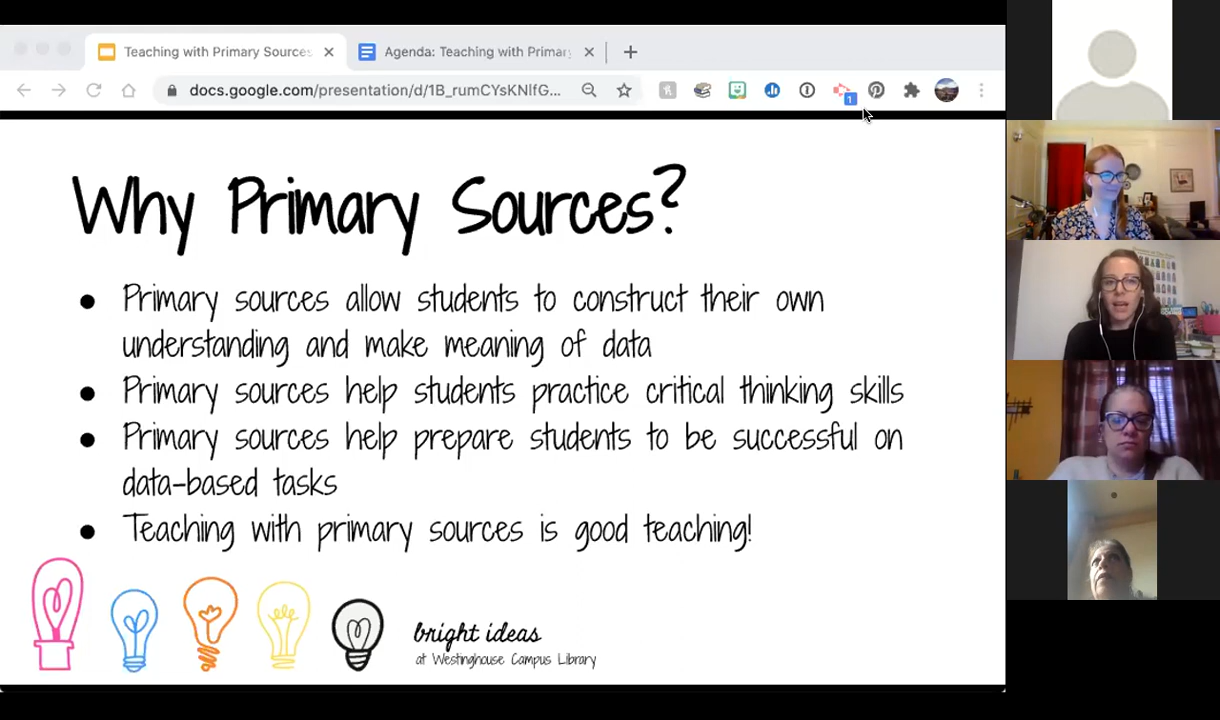 Teaching with Primary Sources
Agenda: Teaching with Primar
docs.google.com/presentation/d/1B_rumCYsKNlfG...
1
Why Primary Sources?
● Primary sources allow students to construct their own
understanding and make meaning of data
● Primary sources help students practice critical thinking skills
● Primary sources help prepare students to be successful on
data-based tasks
● Teaching with primary sources is good teaching!
bright ideas
at Westinghouse Campus Library